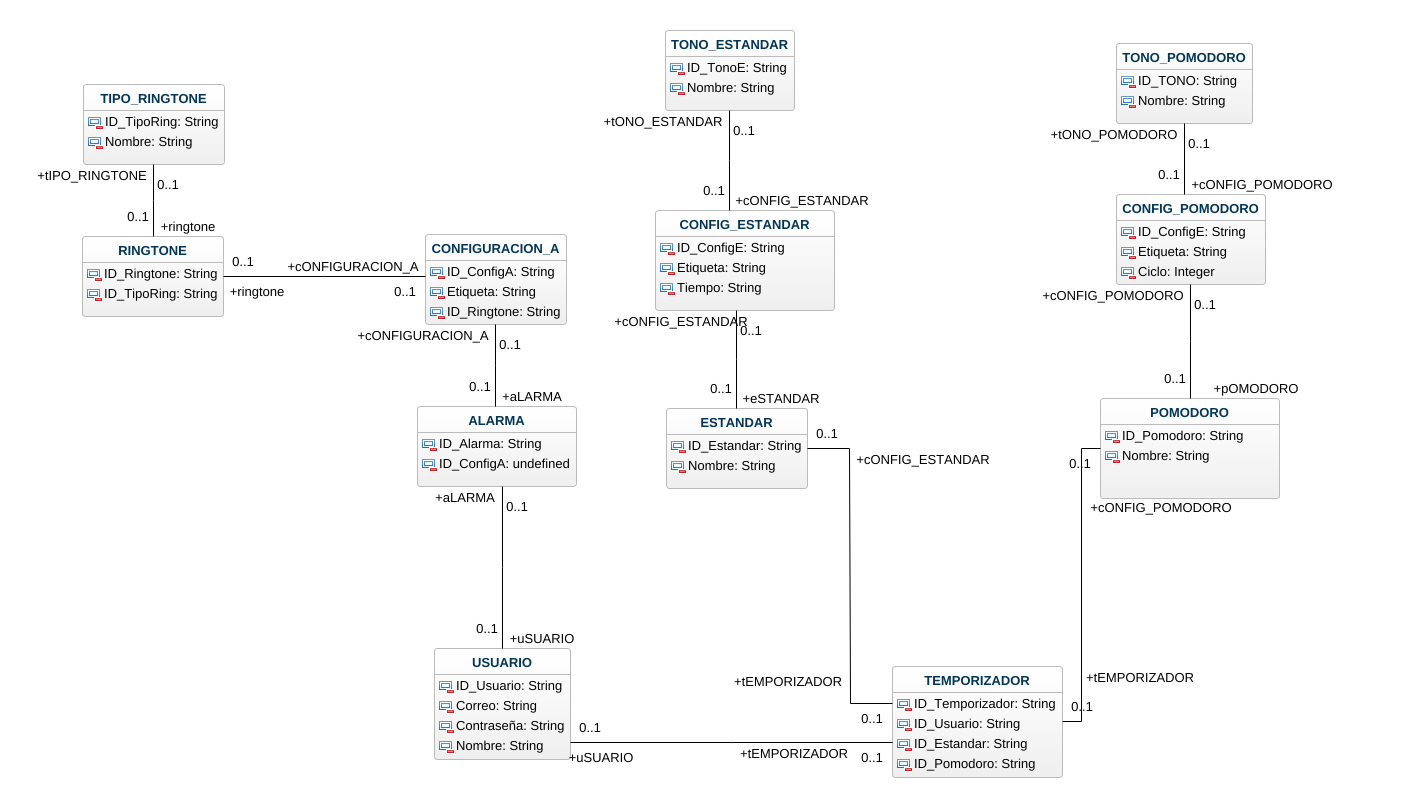 TONO_ESTANDAR
ID_TonoE: String
Nombre: String
+tONO_ESTANDAR
0..1
0..1
+cONFIG_ESTANDAR
TONO_POMODORO
ID_TONO: String
Nombre: String
+tONO_POMODORO
0..1
0..1
+cONFIG_POMODORO
TIPO_RINGTONE
ID_TipoRing: String
Nombre: String
+tIPO_RINGTONE
0..1
0..1
+ringtone
RINGTONE
ID_Ringtone: String
ID_TipoRing: String
0..1
+ringtone
+cONFIGURACION_A
0..1
CONFIGURACION_A
ID_ConfigA: String
Etiqueta: String
ID_Ringtone: String
+cONFIGURACION_A
0..1
0..1
+aLARMA
CONFIG_ESTANDAR
ID_ConfigE: String
Etiqueta: String
Tiempo: String
+cONFIG_ESTANDAR
0..1
0..1
+eSTANDAR
CONFIG_POMODORO
ID_ConfigE: String
Etiqueta: String
Ciclo: Integer
+cONFIG_POMODORO
0..1
0..1
+pOMODORO
ALARMA
ID_Alarma: String
ID_ConfigA: undefined
+aLARMA
0..1
0..1
+uSUARIO
ESTANDAR
ID_Estandar: String
Nombre: String
0..1
+cONFIG_ESTANDAR
POMODORO
ID_Pomodoro: String
Nombre: String
0..1
+cONFIG_POMODORO
USUARIO
ID_Usuario: String
Correo: String
Contraseña: String
Nombre: String
0..1
+uSUARIO
+tEMPORIZADOR
0..1
+tEMPORIZADOR
0..1
TEMPORIZADOR
ID_Temporizador: String
ID_Usuario: String
ID_Estandar: String
ID_Pomodoro: String
+tEMPORIZADOR
0..1